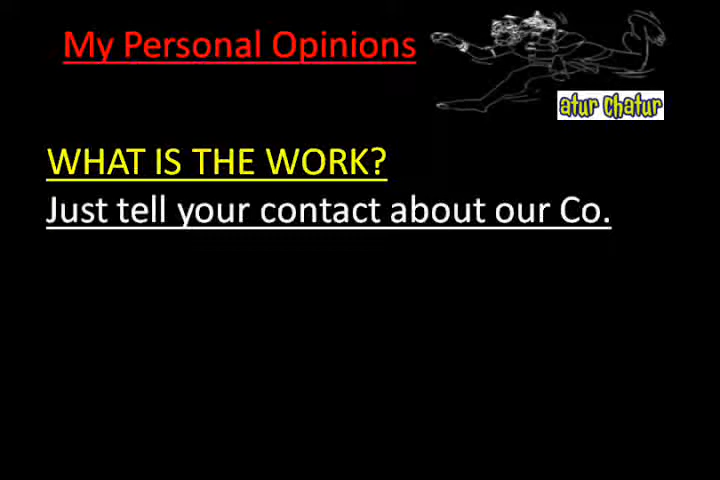 My Personal Opinions
atur chatur
WHAT IS THE WORK?
Just tell your contact about our Co.